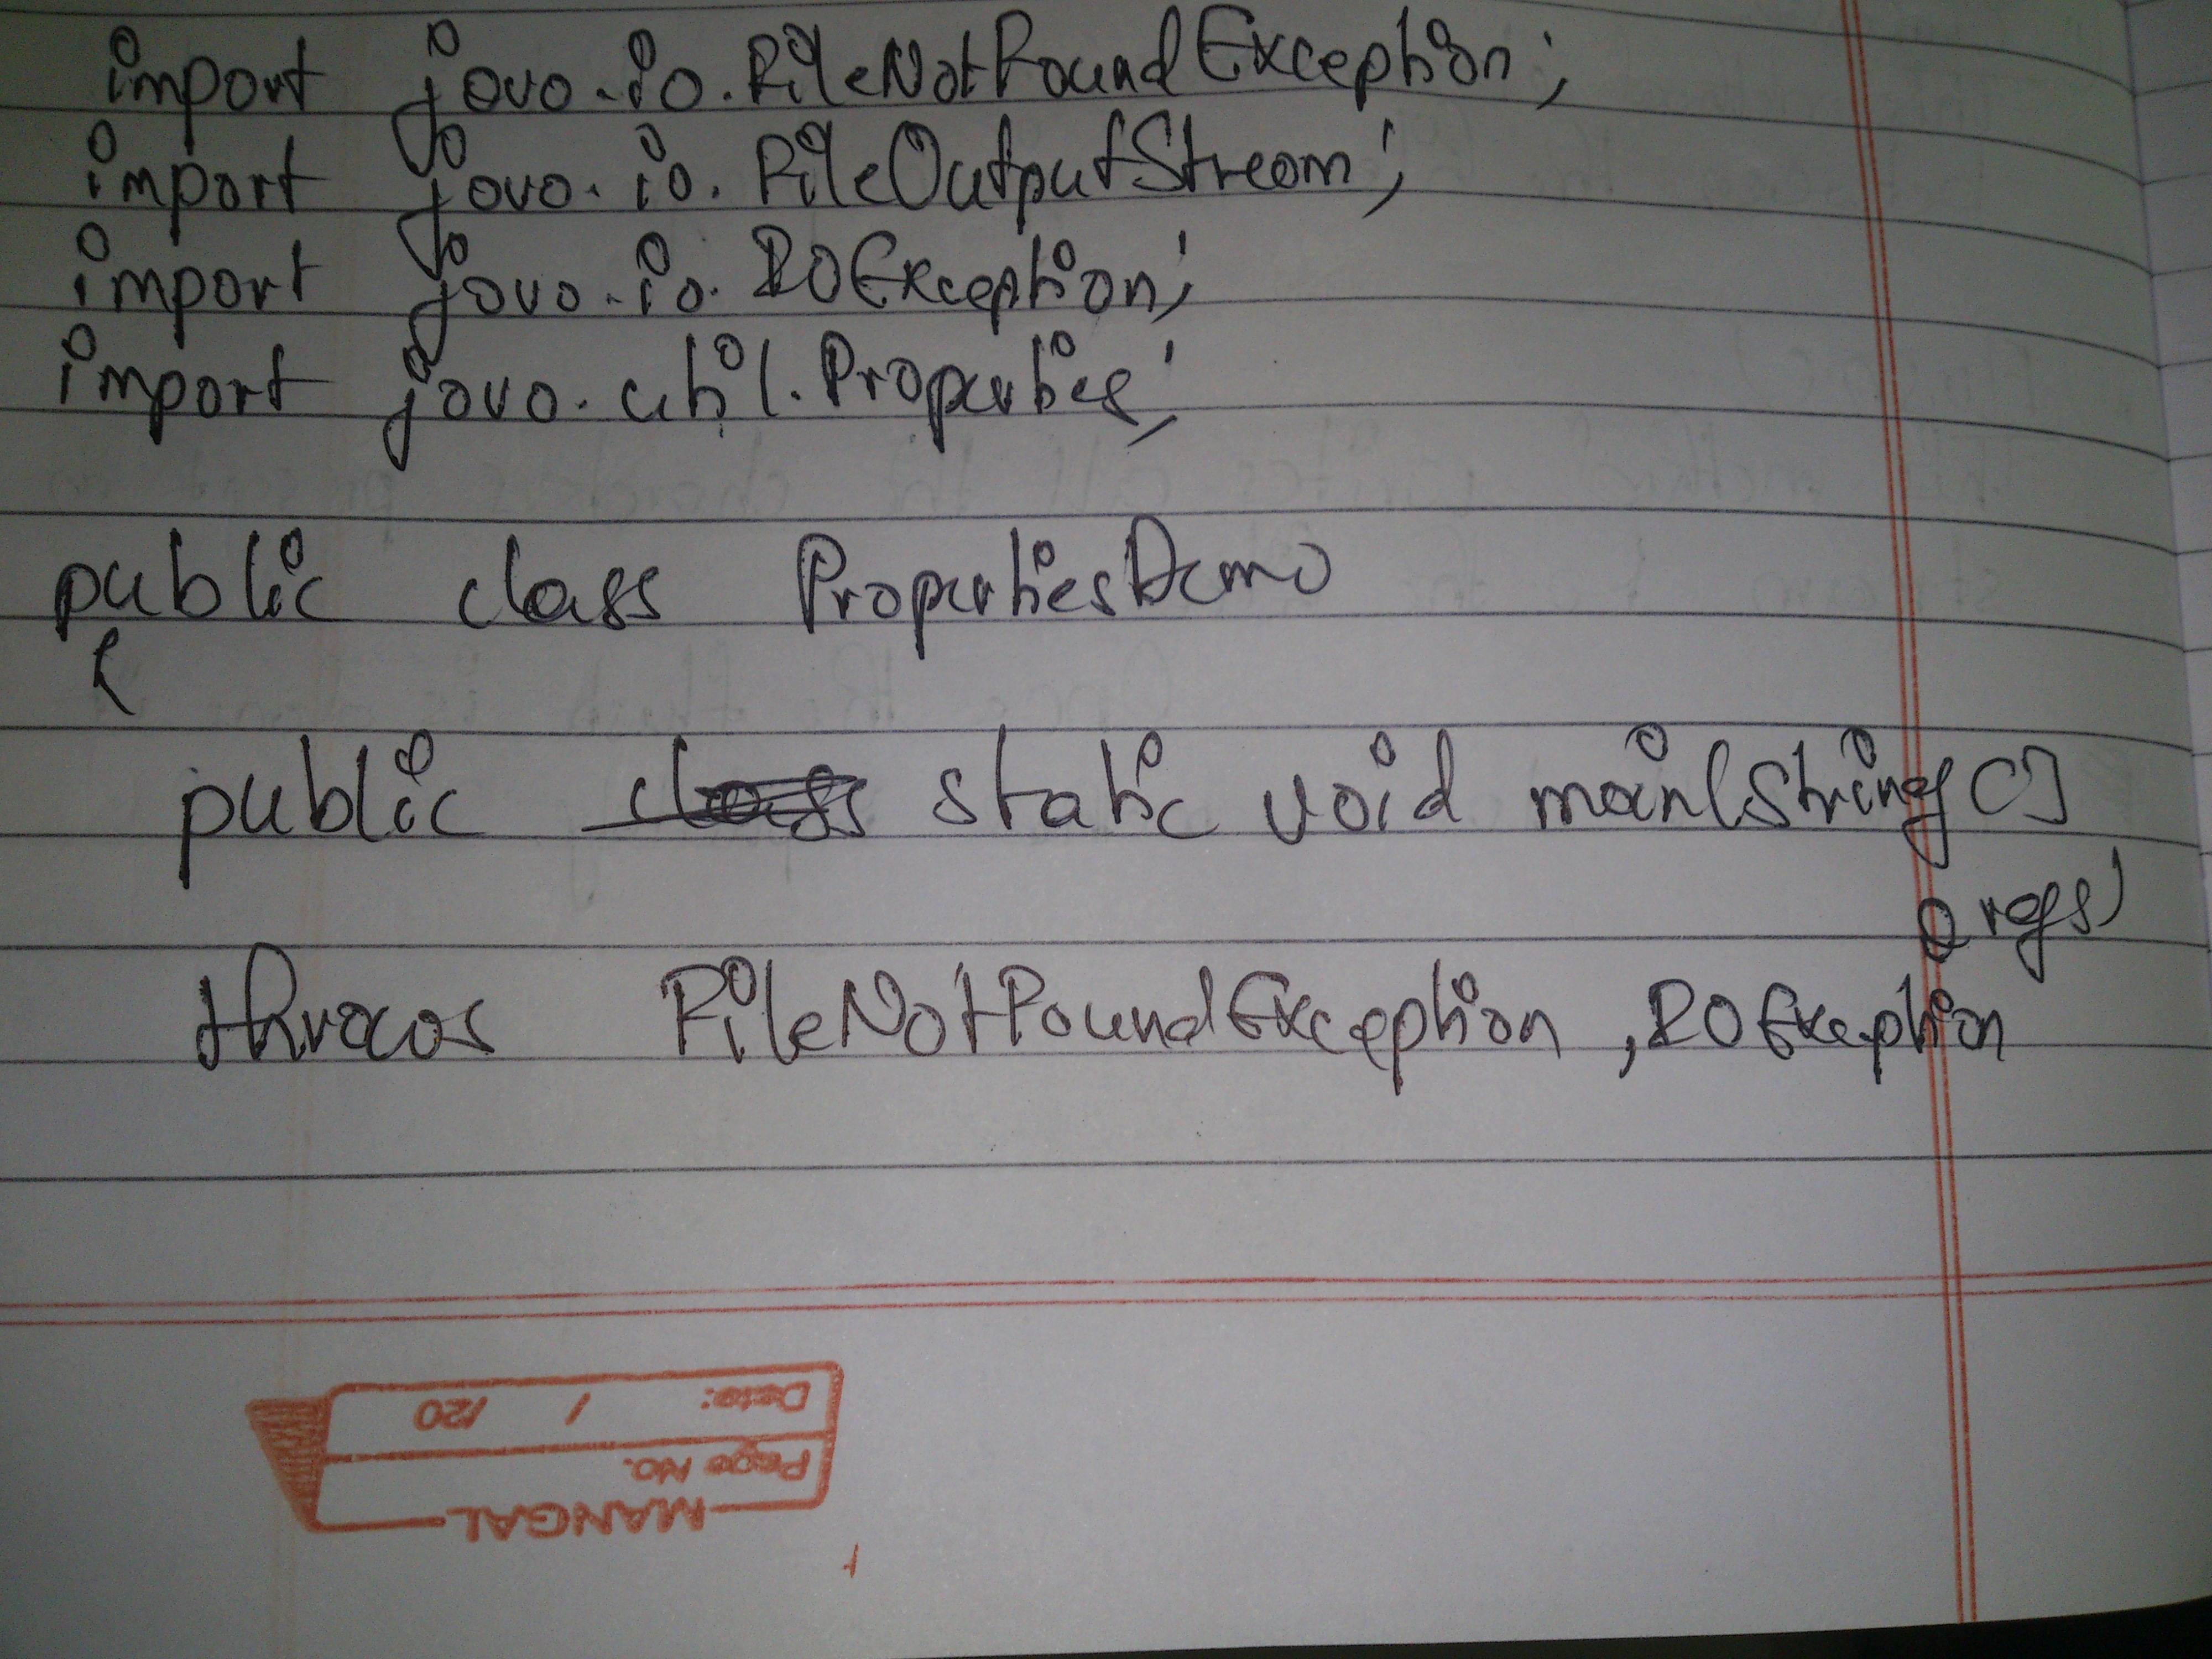 import java.io.FileNotFoundException;
import java.io.FileOutputStream;
import java.io.IOException;
import java.util.Properties;
public class PropertiesDemo
{
public class static void main(String[]
args)
throws FileNotFoundException, IOException
Date: / /20
Page No.
MANGAL